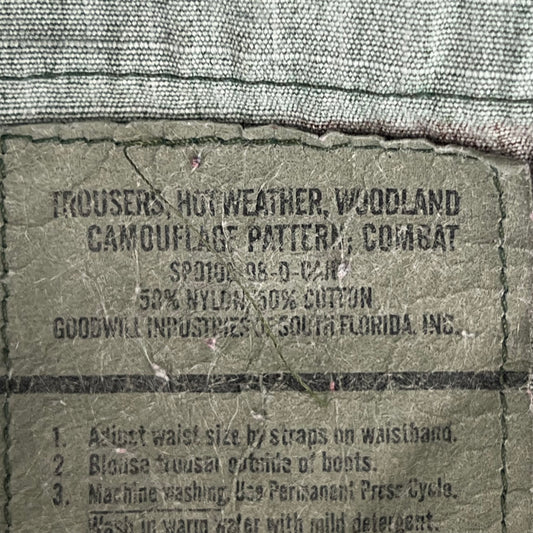 TROUSERS, HOT WEATHER, WOODLAND
CAMOUFLAGE PATTERN; COMBAT
50% NYLON, 50% COTTON
GOODWILL INDUSTRIES OF SOUTH FLORIDA, INC.
1. Adjust waist size by straps on waistband.
2. Blouse trouser outside of boots.
3. Machine washing. Use Permanent Press Cycle.
Wash in warm water with mild detergent.